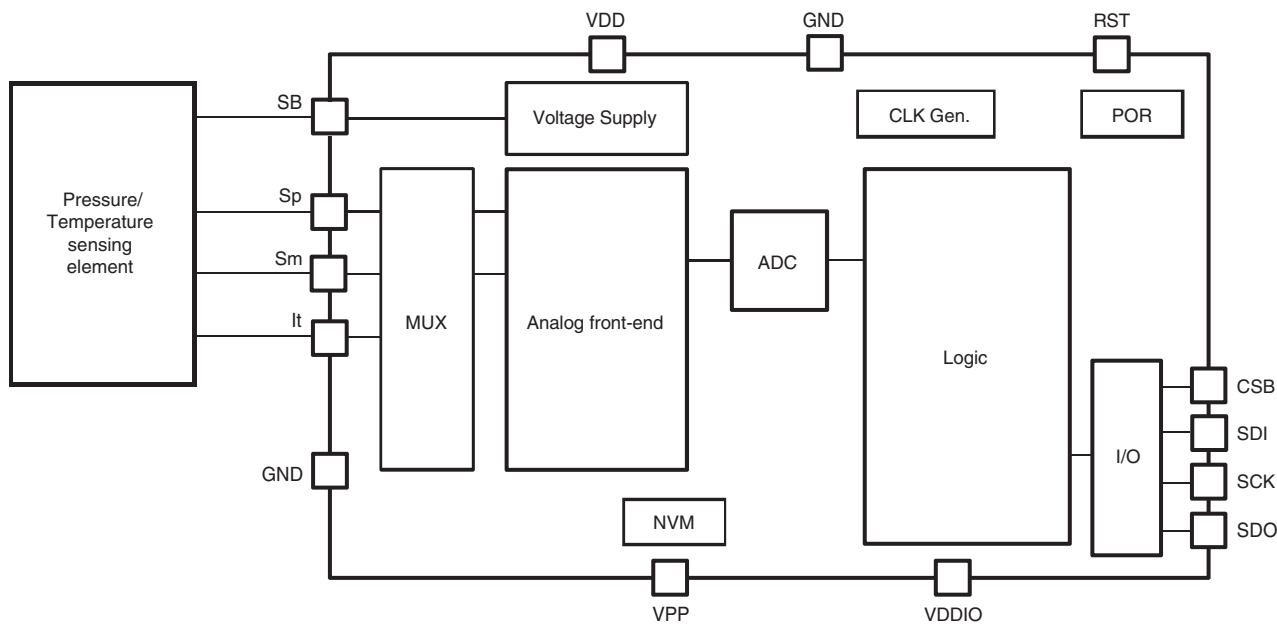 VDD
GND
RST
SB
Voltage Supply
CLK Gen.
POR
Pressure/
Temperature
sensing
element
Sp
Sm
It
MUX
Analog front-end
ADC
Logic
CSB
SDI
I/O
SCK
SDO
GND
NVM
VPP
VDDIO